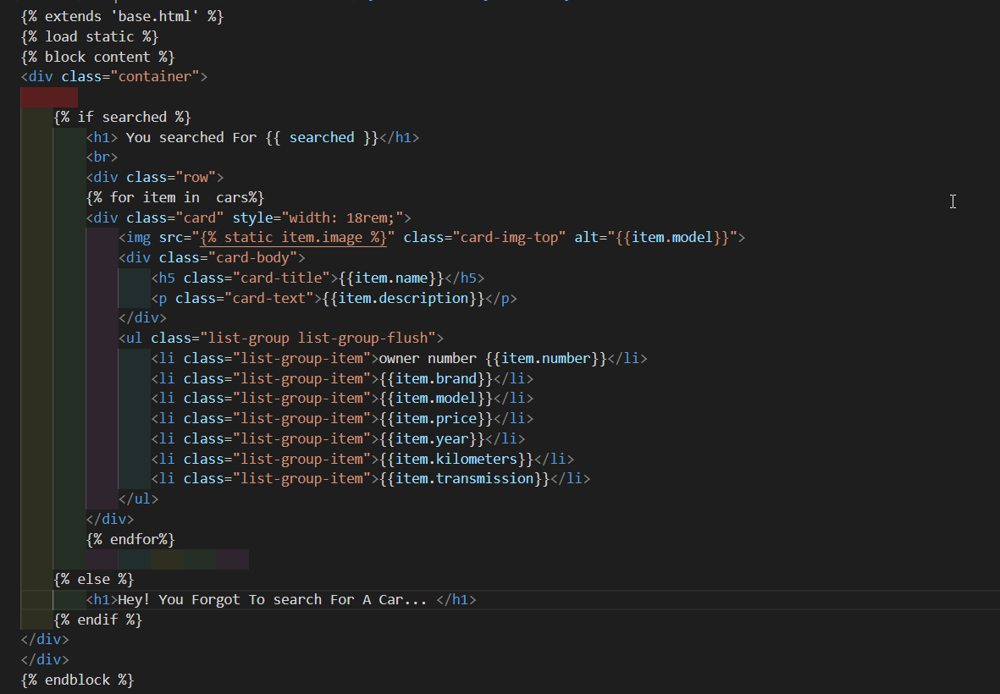 {% extends 'base.html' %}
{% load static %}
{% block content %}
<div class="container">
{% if searched %}
<h1> You searched For {{ searched }}</h1>
<br>
<div class="row">
{% for item in  cars%}
<div class="card" style="width: 18rem;">
<img src="{% static item.image %}" class="card-img-top" alt="{{item.model}}">
<div class="card-body">
<h5 class="card-title">{{item.name}}</h5>
<p class="card-text">{{item.description}}</p>
</div>
<ul class="list-group list-group-flush">
<li class="list-group-item">owner number {{item.number}}</li>
<li class="list-group-item">{{item.brand}}</li>
<li class="list-group-item">{{item.model}}</li>
<li class="list-group-item">{{item.price}}</li>
<li class="list-group-item">{{item.year}}</li>
<li class="list-group-item">{{item.kilometers}}</li>
<li class="list-group-item">{{item.transmission}}</li>
</ul>
</div>
{% endfor%}
{% else %}
<h1>Hey! You Forgot To search For A Car... </h1>
{% endif %}
</div>
</div>
{% endblock %}